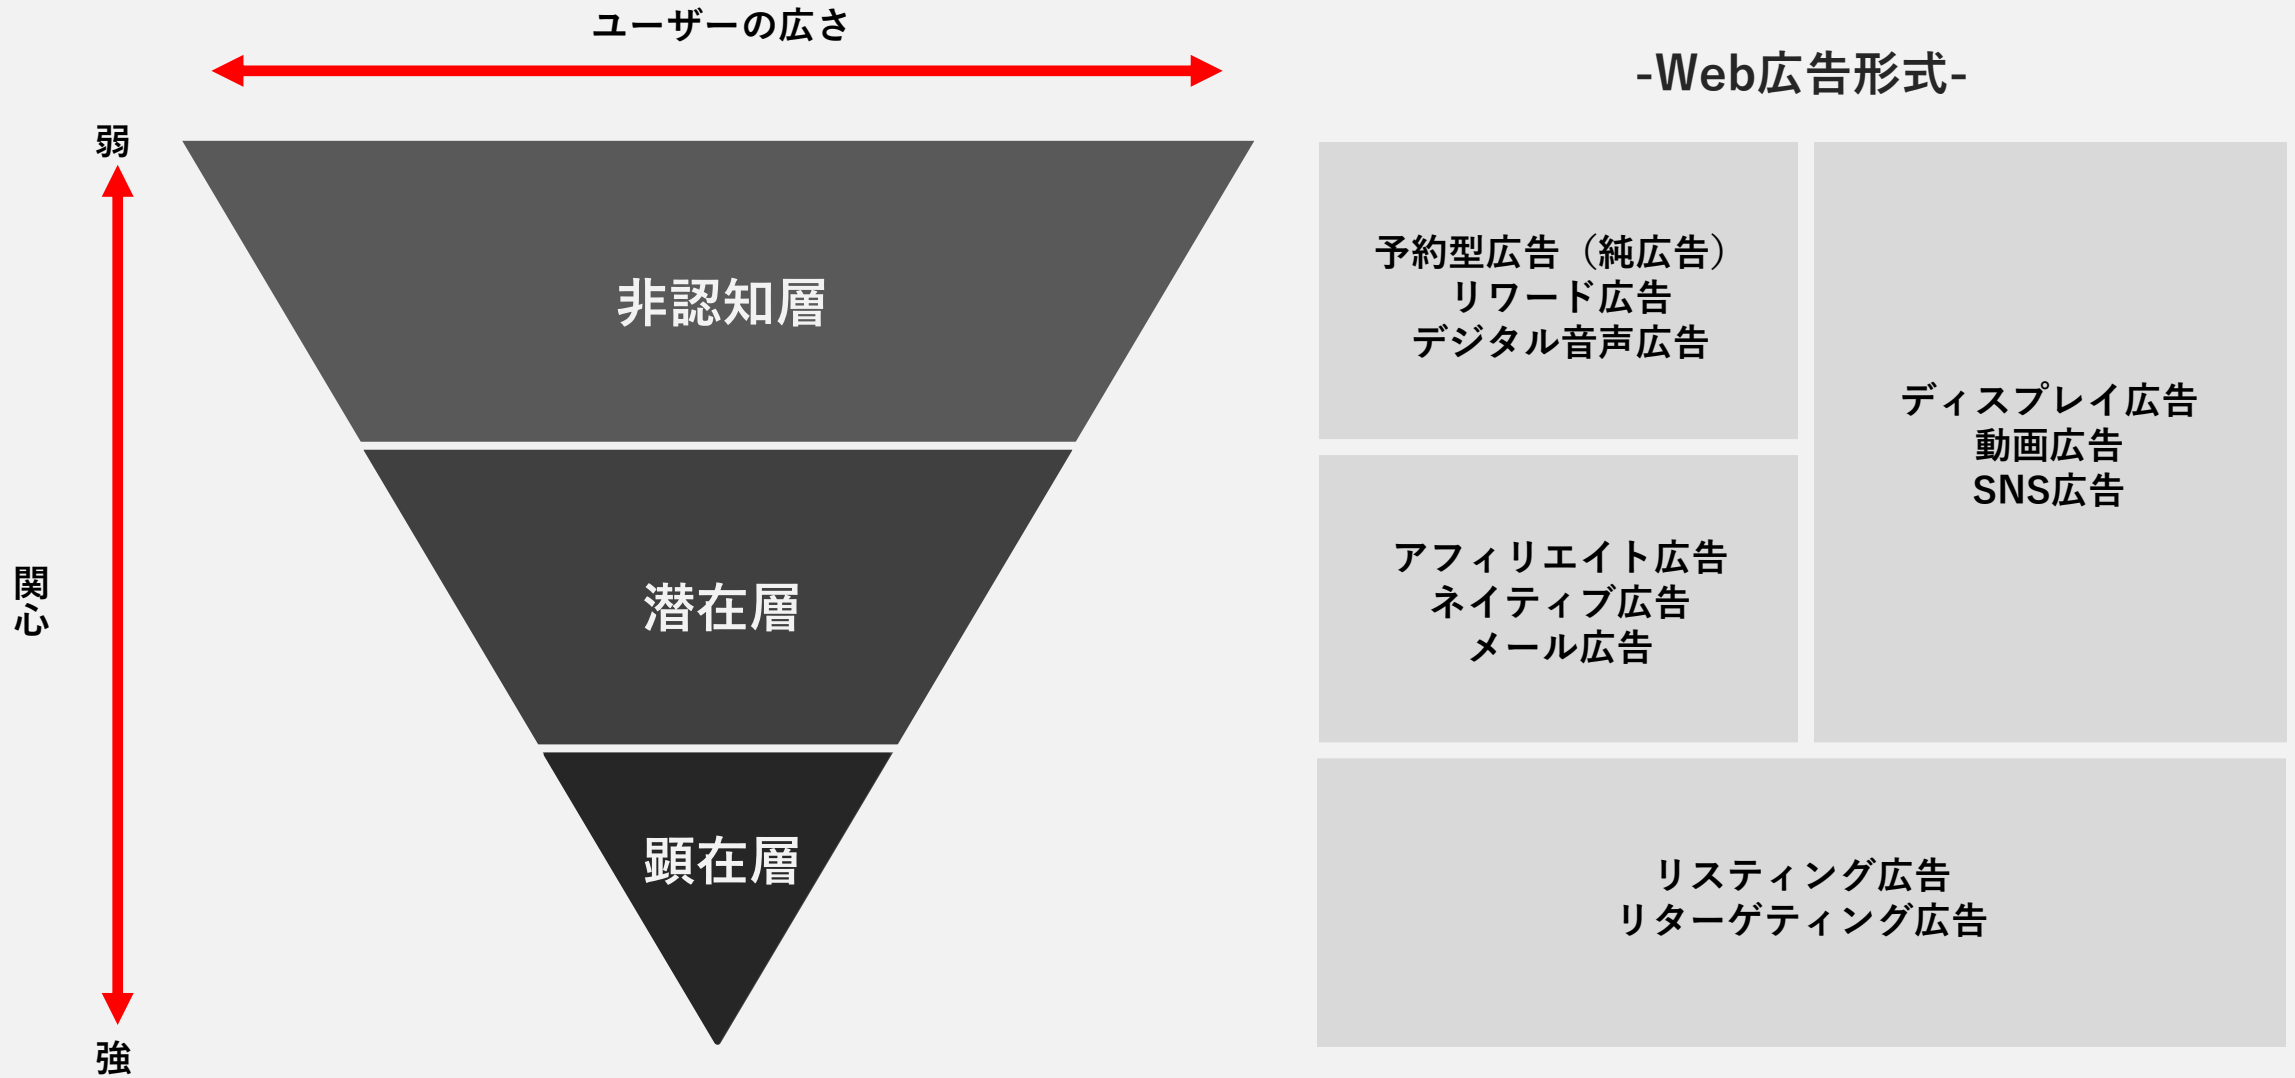 ユーザーの広さ
-Web広告形式-
弱
関心
強
非認知層
潜在層
顕在層
予約型広告（純広告）
リワード広告
デジタル音声広告
ディスプレイ広告
動画広告
SNS広告
アフィリエイト広告
ネイティブ広告
メール広告
リスティング広告
リターゲティング広告